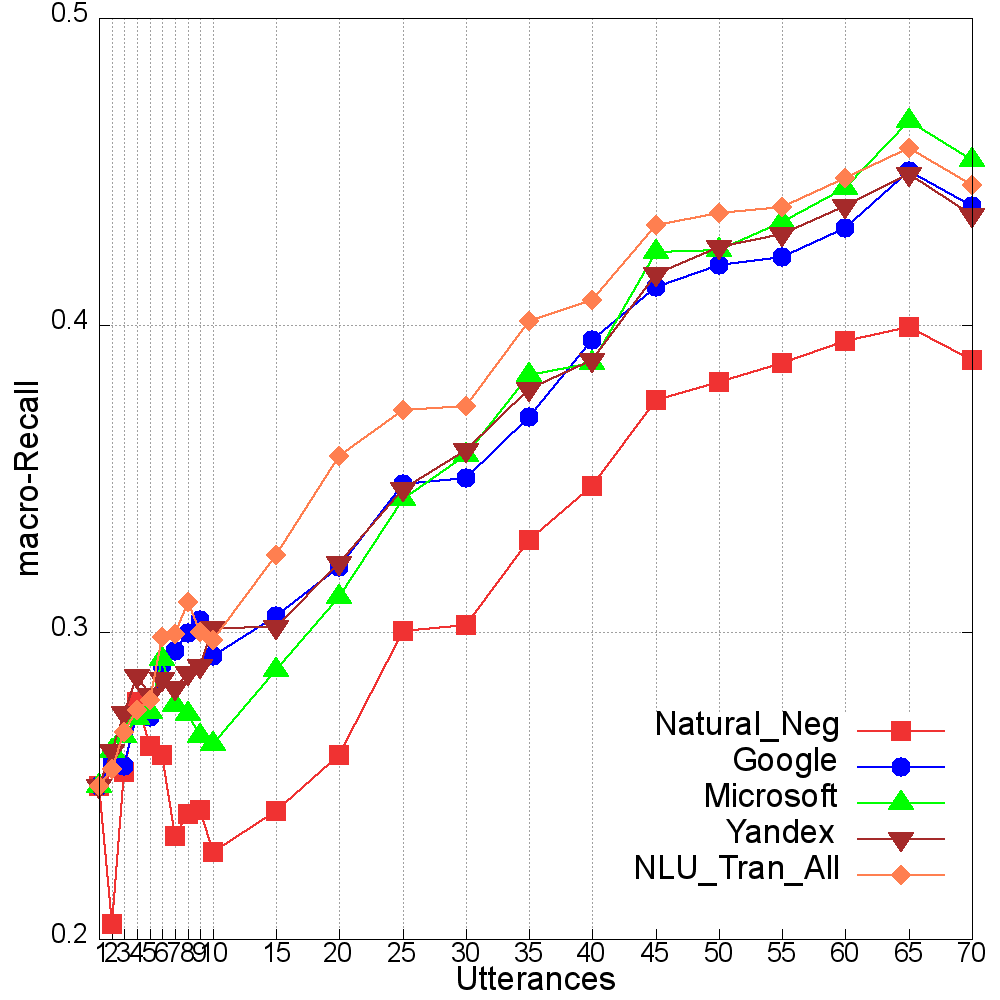 0.5
0.4
0.3
0.2
macro-Recall
Natural_Neg
Google
Microsoft
Yandex
NLU_Tran_All
1 2 3 4 5 6 7 8 9 10 15 20 25 30 35 40 45 50 55 60 65 70
Utterances